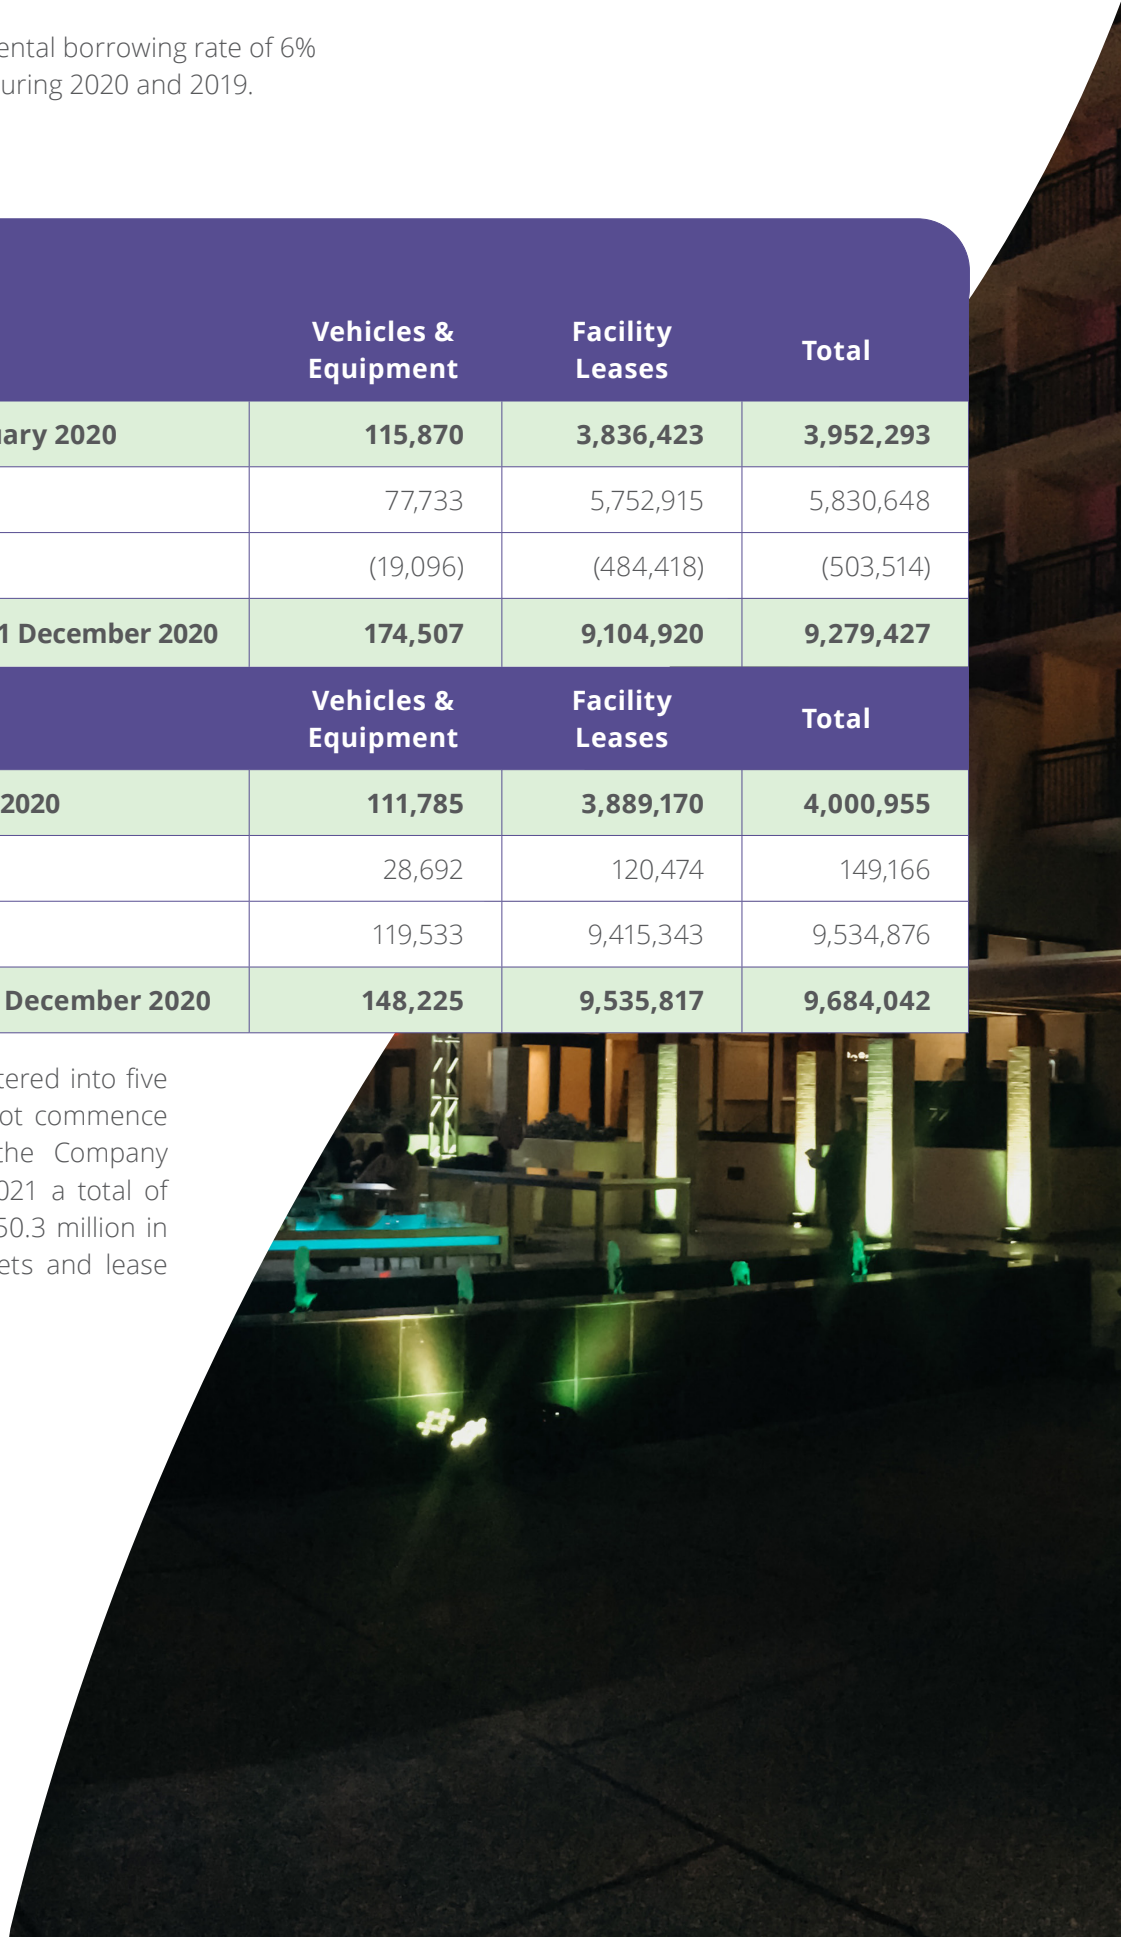 ental borrowing rate of 6%
uring 2020 and 2019.
Vehicles & Equipment Facility Leases Total
uary 2020 115,870 3,836,423 3,952,293
77,733 5,752,915 5,830,648
(19,096) (484,418) (503,514)
1 December 2020 174,507 9,104,920 9,279,427
Vehicles & Equipment Facility Leases Total
2020 111,785 3,889,170 4,000,955
28,692 120,474 149,166
119,533 9,415,343 9,534,876
December 2020 148,225 9,535,817 9,684,042
tered into five
ot commence
the Company
021 a total of
50.3 million in
ets and lease